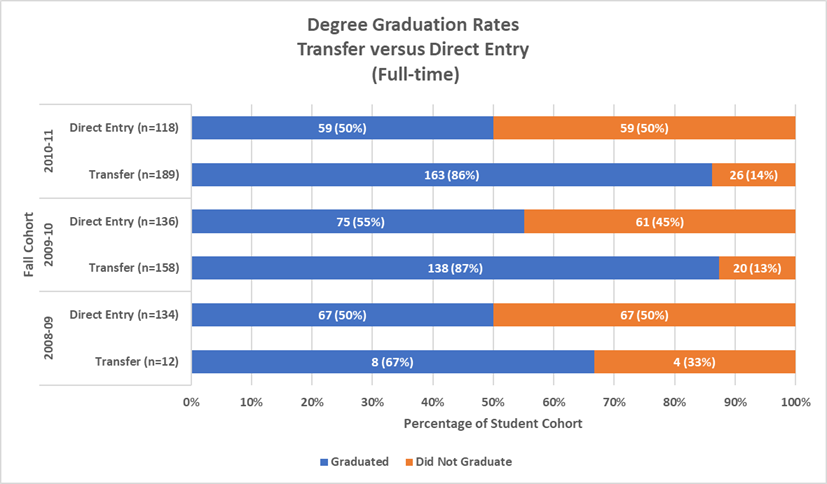 Degree Graduation Rates
Transfer versus Direct Entry
(Full-time)
Fall Cohort
2010-11
Direct Entry (n=118)
59 (50%)
59 (50%)
Transfer (n=189)
163 (86%)
26 (14%)
2009-10
Direct Entry (n=136)
75 (55%)
61 (45%)
Transfer (n=158)
138 (87%)
20 (13%)
2008-09
Direct Entry (n=134)
67 (50%)
67 (50%)
Transfer (n=12)
8 (67%)
4 (33%)
0% 10% 20% 30% 40% 50% 60% 70% 80% 90% 100%
Percentage of Student Cohort
Graduated Did Not Graduate